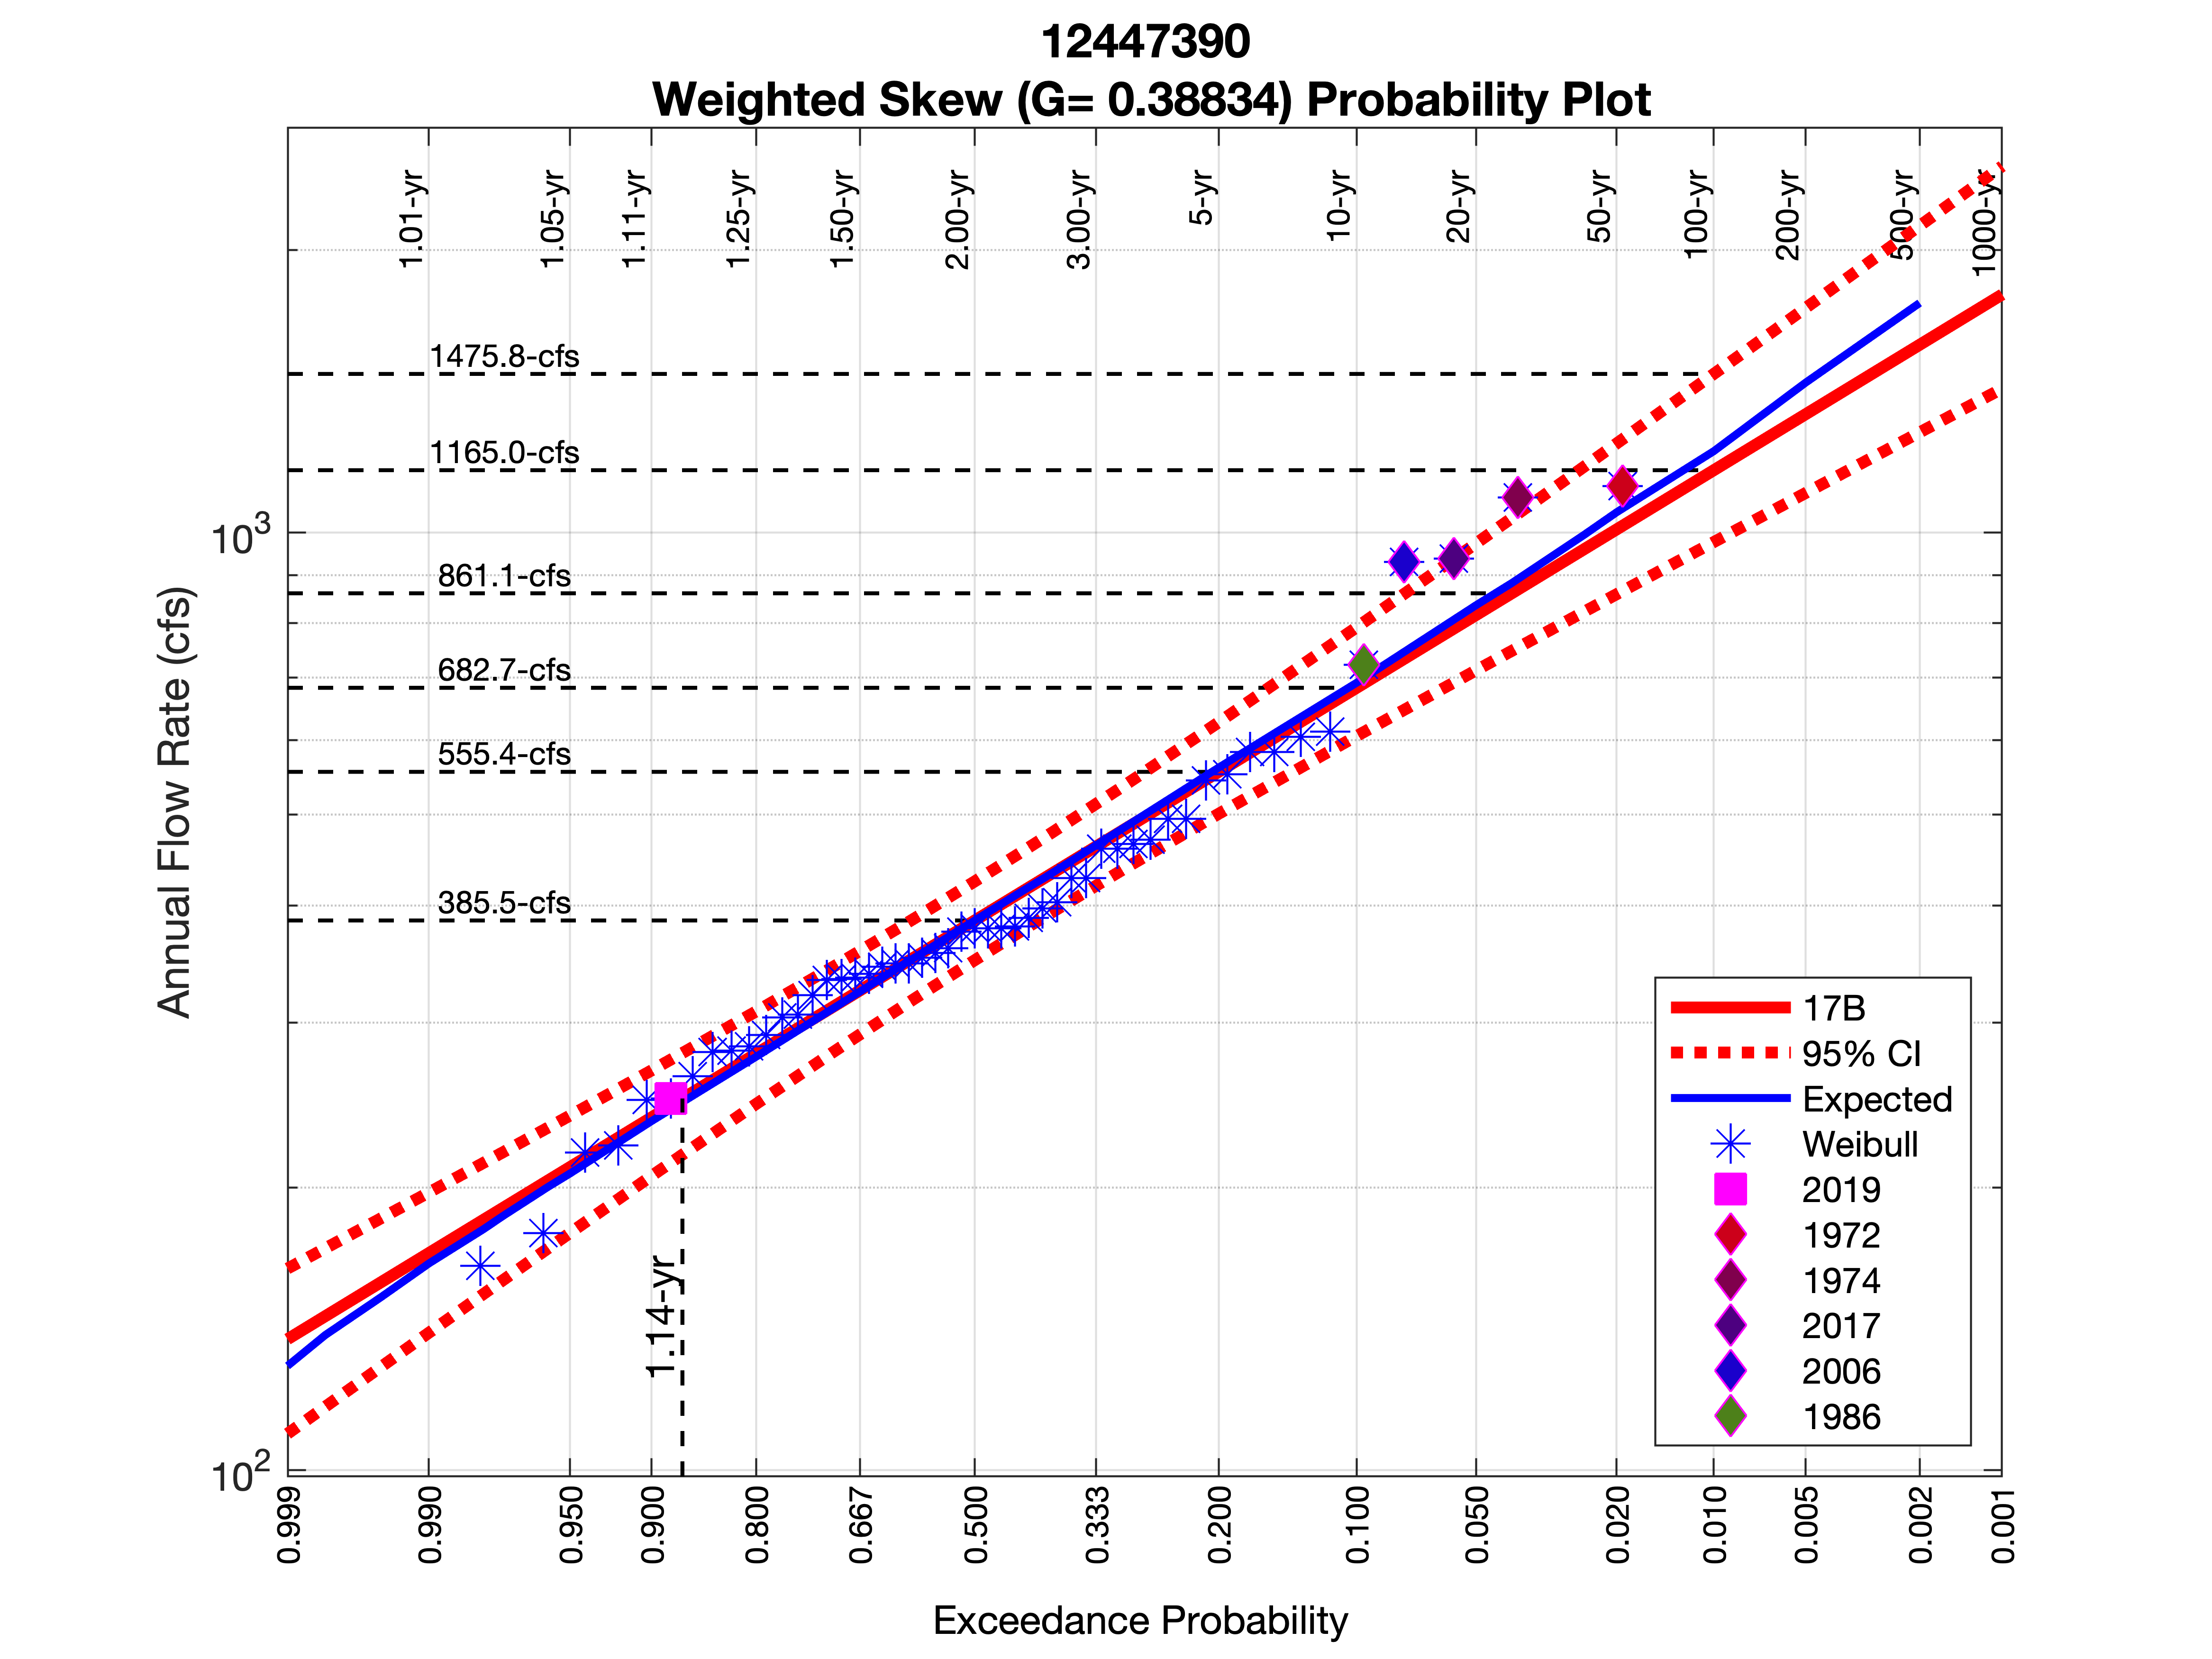 12447390
Weighted Skew (G= 0.38834) Probability Plot
1.01-yr
1.05-yr
1.11-yr
1.25-yr
1.50-yr
2.00-yr
3.00-yr
5-yr
10-yr
20-yr
50-yr
100-yr
200-yr
500-yr
1000-yr
1475.8-cfs
1165.0-cfs
861.1-cfs
682.7-cfs
555.4-cfs
385.5-cfs
1.14-yr
10³
10²
Annual Flow Rate (cfs)
17B
95% CI
Expected
Weibull
2019
1972
1974
2017
2006
1986
0.999
0.990
0.950
0.900
0.800
0.667
0.500
0.333
0.200
0.100
0.050
0.020
0.010
0.005
0.002
0.001
Exceedance Probability